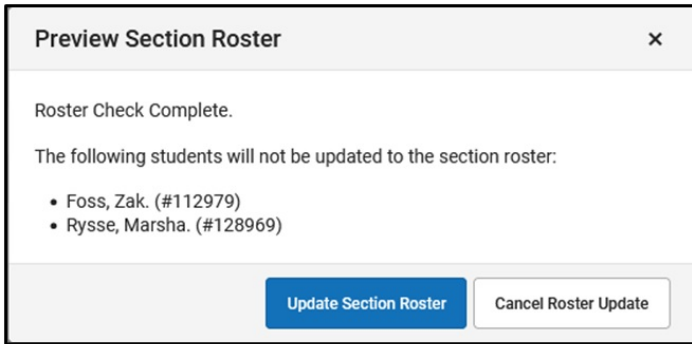 Preview Section Roster ×
Roster Check Complete.
The following students will not be updated to the section roster:
• Foss, Zak. (#112979)
• Rysse, Marsha. (#128969)
Update Section Roster Cancel Roster Update